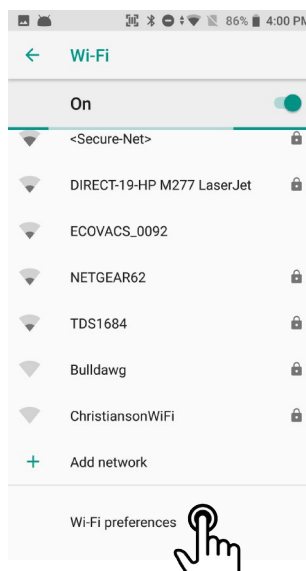 86% 4:00 PM
Wi-Fi
On
<Secure-Net>
DIRECT-19-HP M277 LaserJet
ECOVACS_0092
NETGEAR62
TDS1684
Bulldawg
ChristiansonWiFi
+ Add network
Wi-Fi preferences